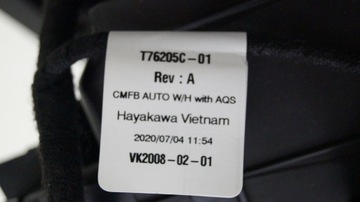 T76205C-01
Rev : A
CMFB AUTO W/H with AQS
Hayakawa Vietnam
2020/07/04 11:54
VK2008-02-01